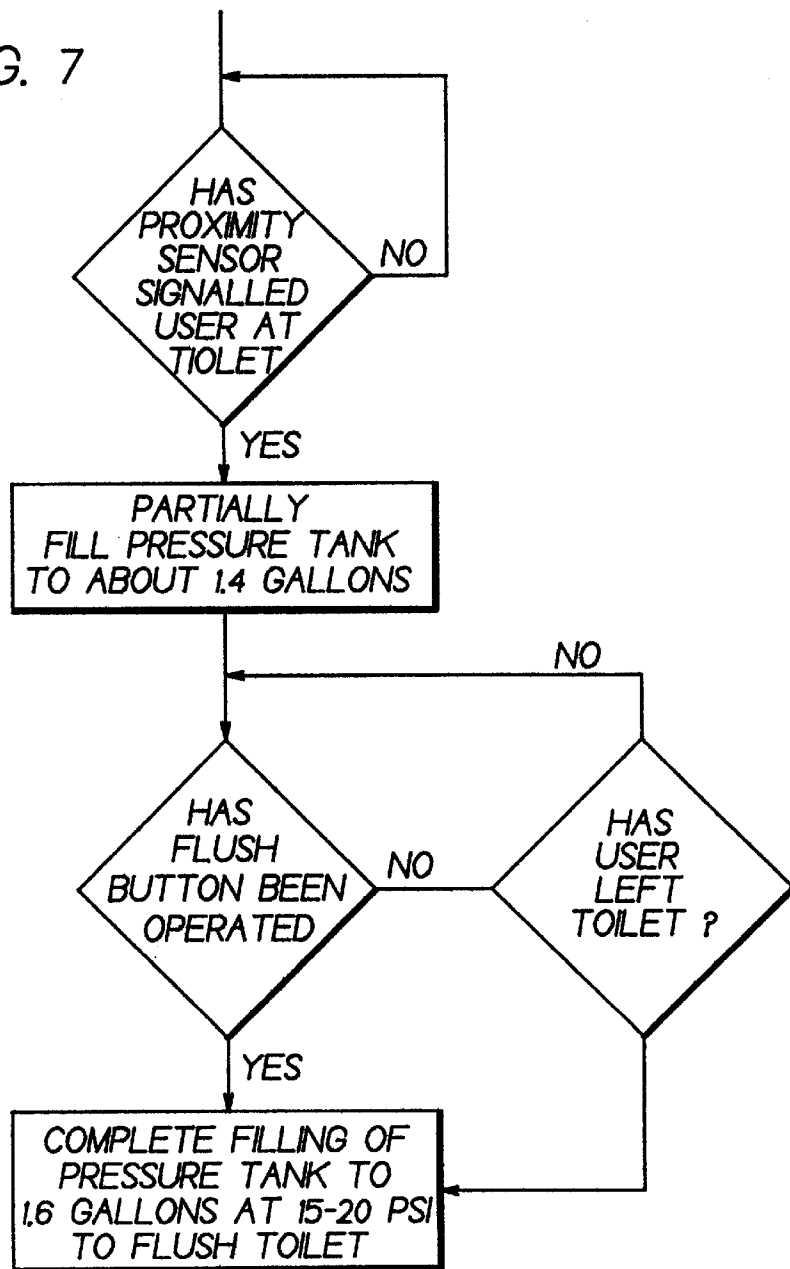 G. 7
HAS
PROXIMITY
SENSOR
SIGNALLED
USER AT
TIOLET
NO
YES
PARTIALLY
FILL PRESSURE TANK
TO ABOUT 1.4 GALLONS
NO
HAS
FLUSH
BUTTON BEEN
OPERATED
NO
HAS
USER
LEFT
TOILET ?
YES
COMPLETE FILLING OF
PRESSURE TANK TO
1.6 GALLONS AT 15-20 PSI
TO FLUSH TOILET